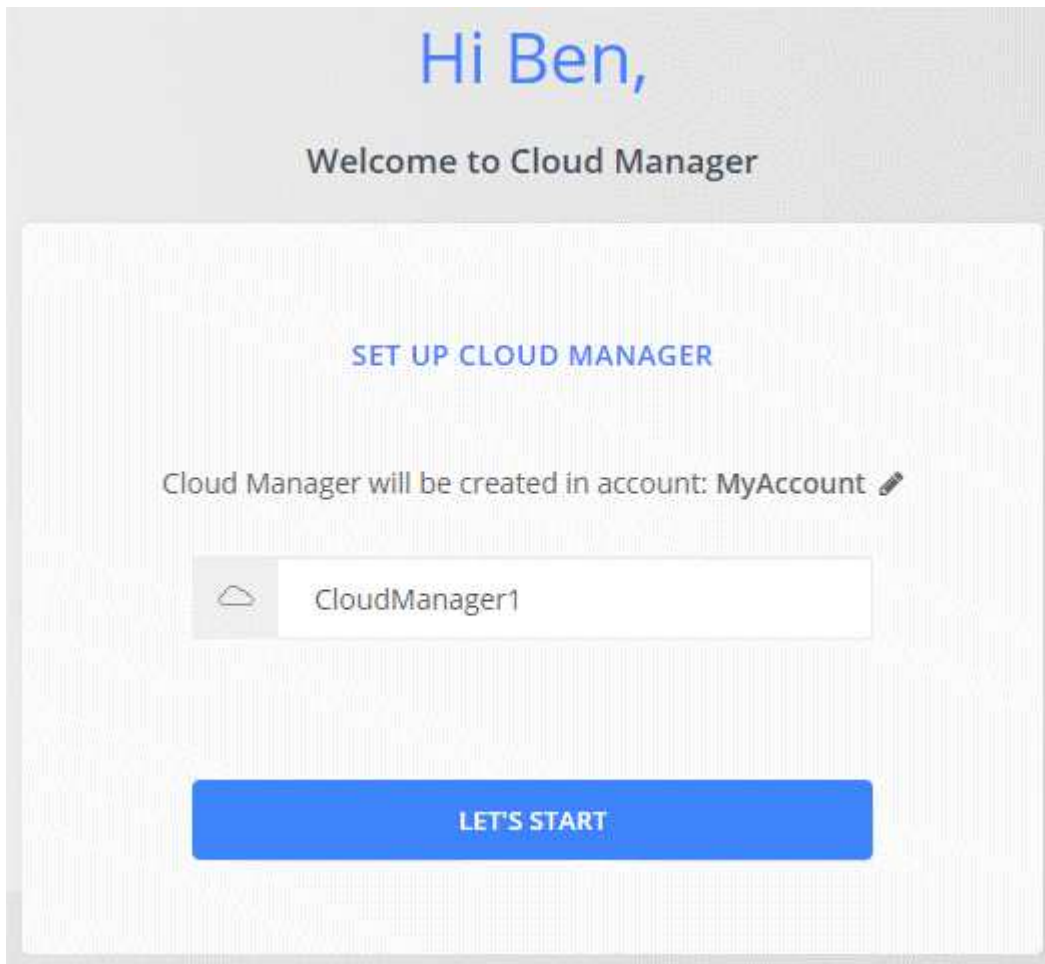 Hi Ben,
Welcome to Cloud Manager
SET UP CLOUD MANAGER
Cloud Manager will be created in account: MyAccount
CloudManager1
LET'S START